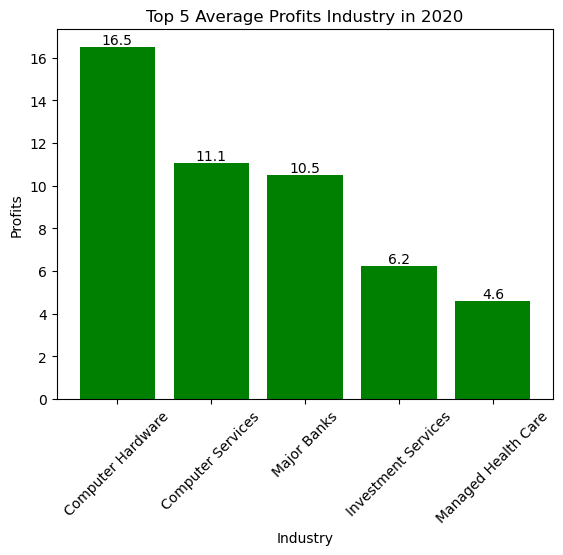 Top 5 Average Profits Industry in 2020
16.5
11.1
10.5
6.2
4.6
16
14
12
10
8
6
4
2
0
Profits
Computer Hardware
Computer Services
Major Banks
Investment Services
Managed Health Care
Industry